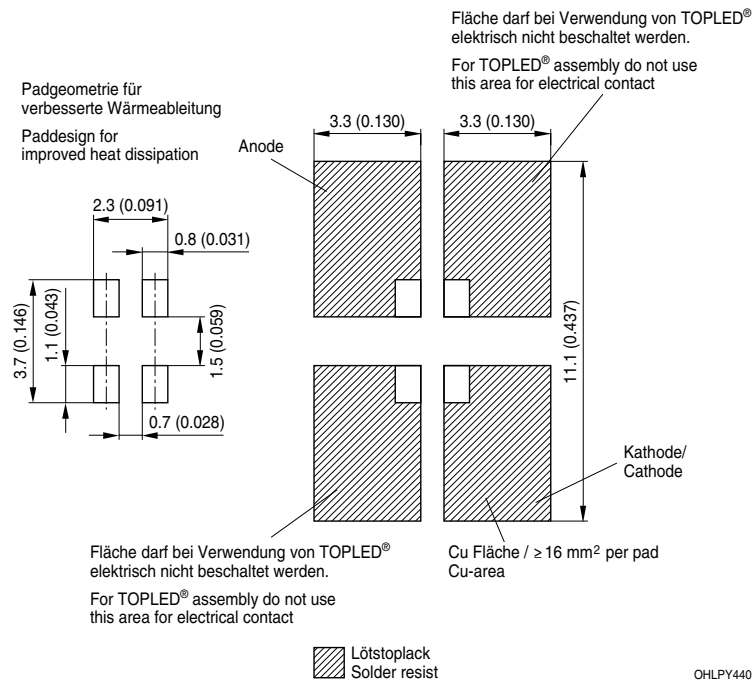 Fläche darf bei Verwendung von TOPLED®
elektrisch nicht beschaltet werden.
For TOPLED® assembly do not use
this area for electrical contact
Padgeometrie für
verbesserte Wärmeableitung
Paddesign for
improved heat dissipation
Anode
3.3 (0.130)
3.3 (0.130)
2.3 (0.091)
0.8 (0.031)
3.7 (0.146)
1.1 (0.043)
1.5 (0.059)
0.7 (0.028)
11.1 (0.437)
Kathode/
Cathode
Fläche darf bei Verwendung von TOPLED®
elektrisch nicht beschaltet werden.
For TOPLED® assembly do not use
this area for electrical contact
Cu Fläche / ≥ 16 mm² per pad
Cu-area
Lötstoplack
Solder resist
OHLPY440